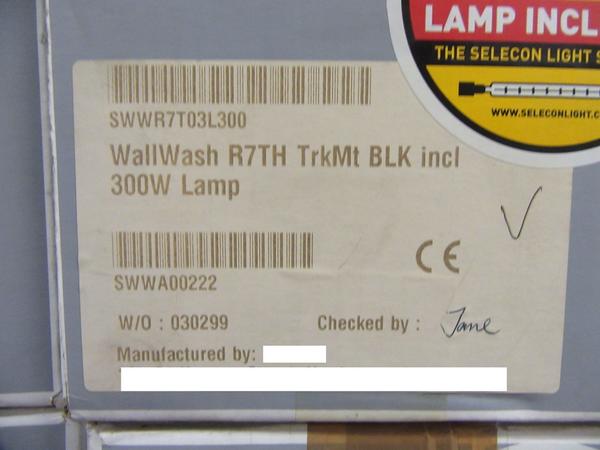 LAMP INCL
THE SELECON LIGHT S
WWW.SELECONLIGHT.C
SWWR7T03L300
WallWash R7TH TrkMt BLK incl
300W Lamp
CE
SWWA00222
W/O : 030299
Checked by : Jane
Manufactured by: